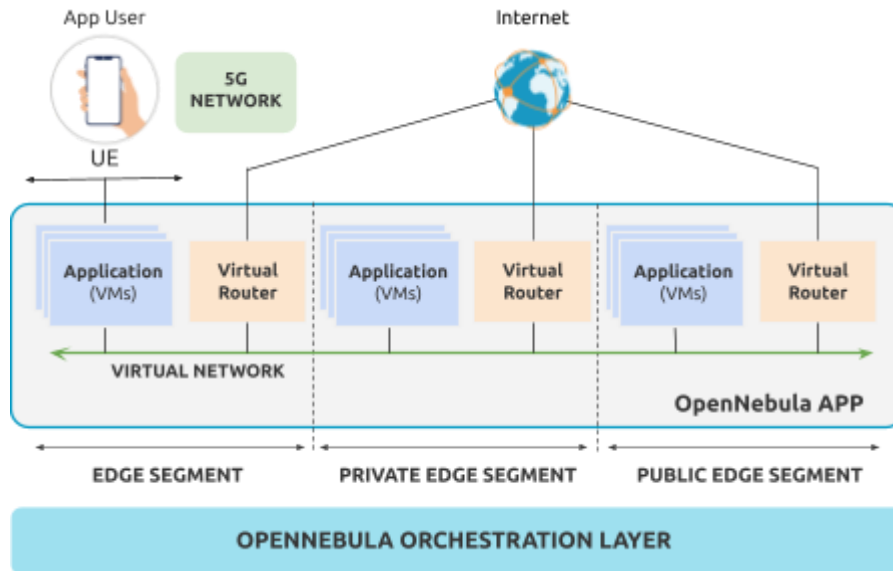 App User
Internet
5G
NETWORK
UE
Application
(VMs)
Virtual
Router
Application
(VMs)
Virtual
Router
Application
(VMs)
Virtual
Router
VIRTUAL NETWORK
OpenNebula APP
EDGE SEGMENT
PRIVATE EDGE SEGMENT
PUBLIC EDGE SEGMENT
OPENNEBULA ORCHESTRATION LAYER